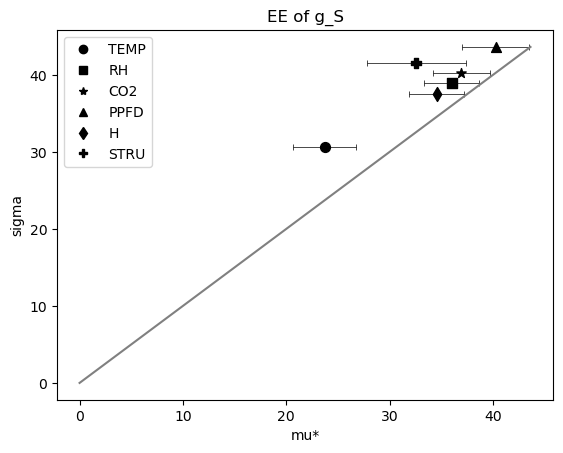 EE of g_S
TEMP
RH
CO2
PPFD
H
STRU
sigma
40
30
20
10
0
0 10 20 30 40
mu*